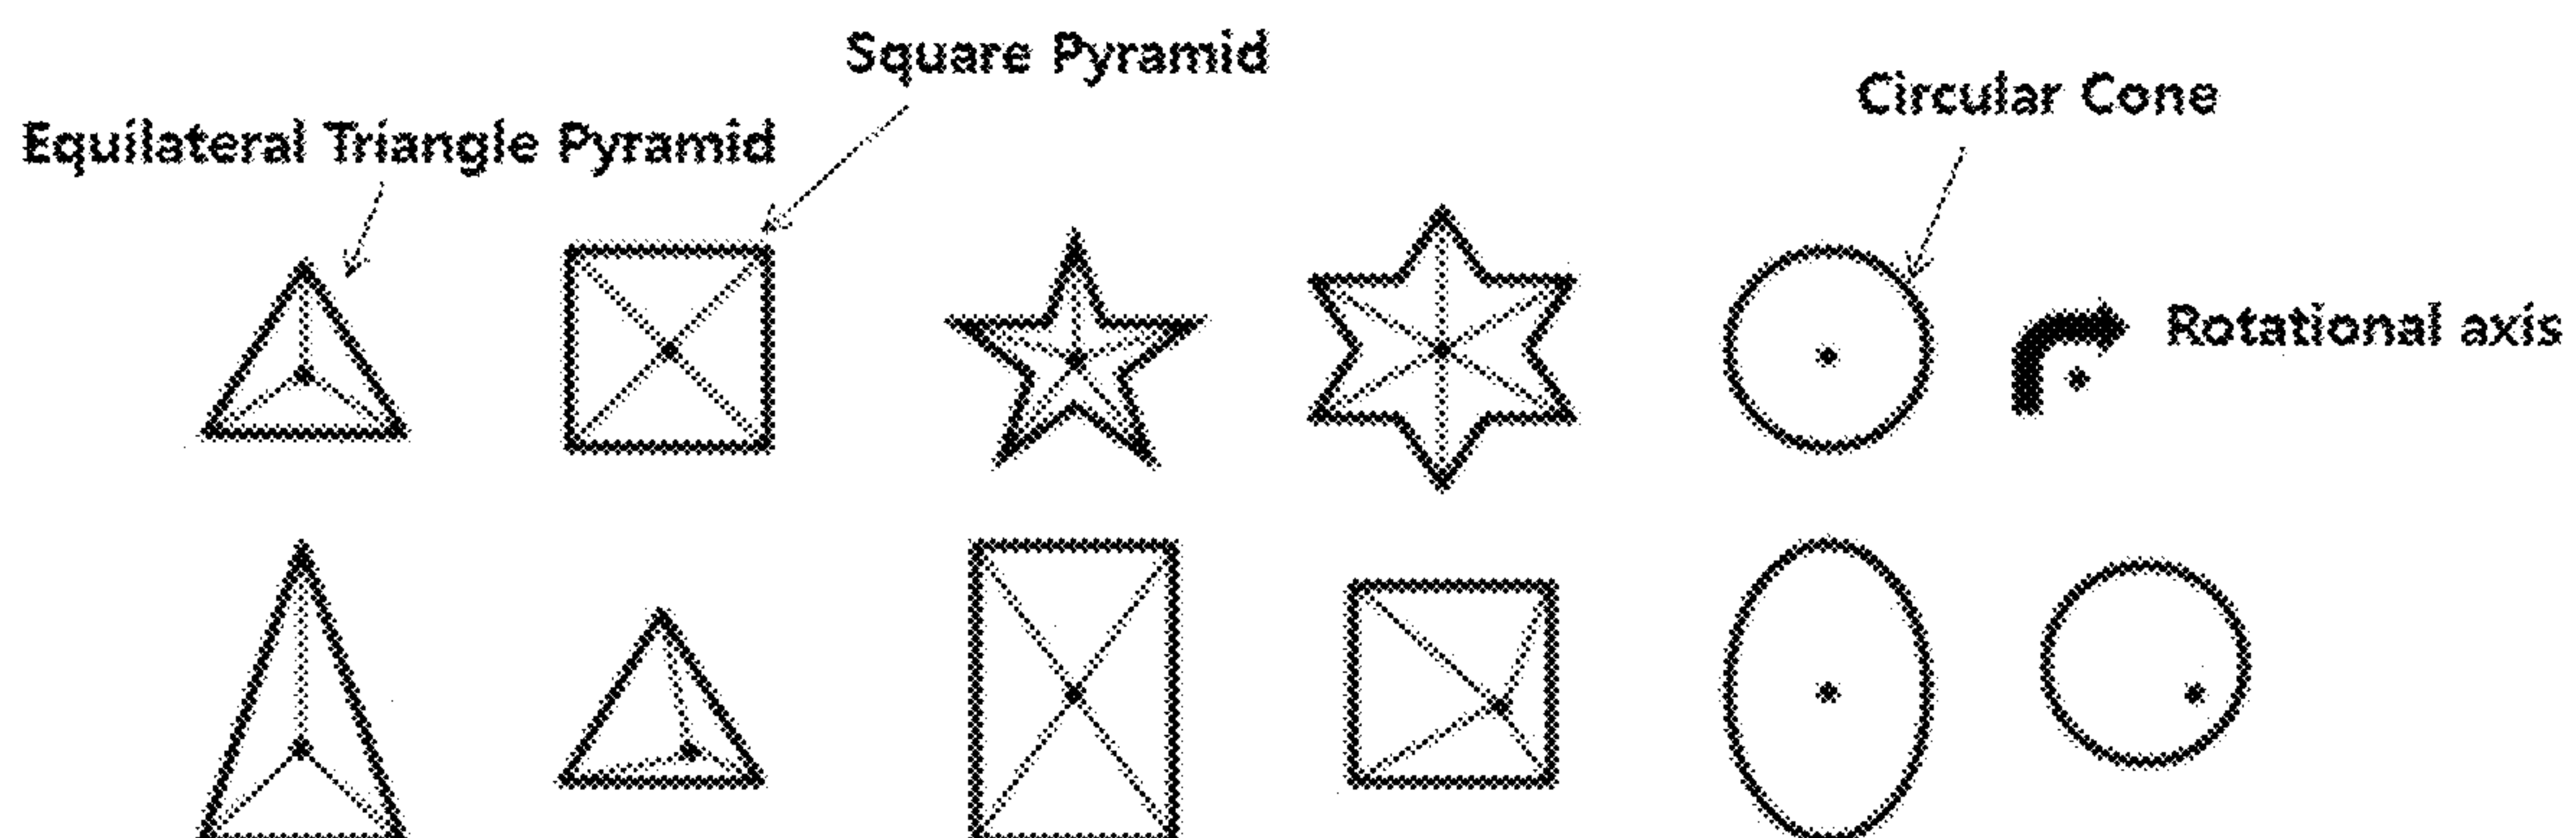 Square Pyramid
Circular Cone
Equilateral Triangle Pyramid
Rotational axis